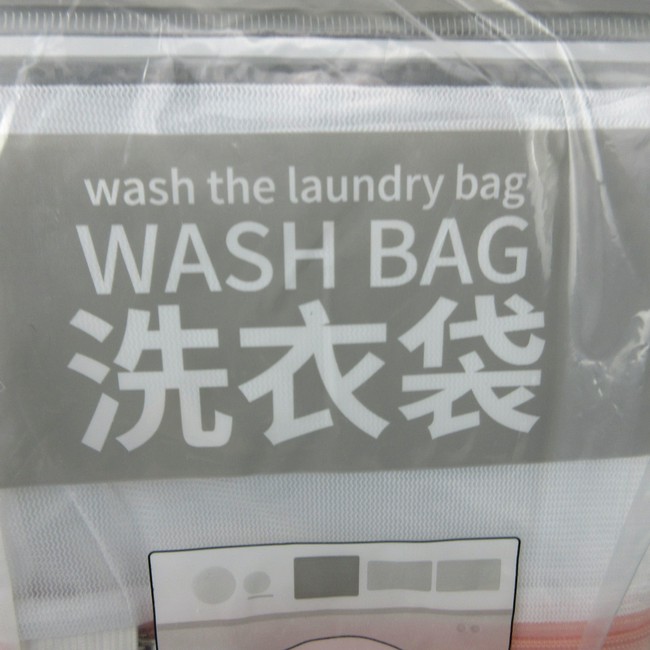 wash the laundry bag
WASH BAG
洗衣袋